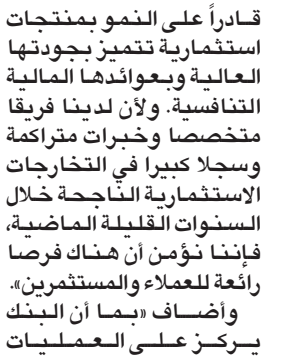 قادراً على النمو بمنتجات
استثمارية تتميز بجودتها
العالية وبعوائدها المالية
التنافسية. ولأن لدينا فريقا
متخصصا وخبرات متراكمة
وسجلا كبيرا في التخارجات
الاستثمارية الناجحة خلال
السنوات القليلة الماضية،
فإننا نؤمن أن هناك فرصا
رائعة للعملاء والمستثمرين».
وأضاف «بما أن البنك
يركز على العمليات